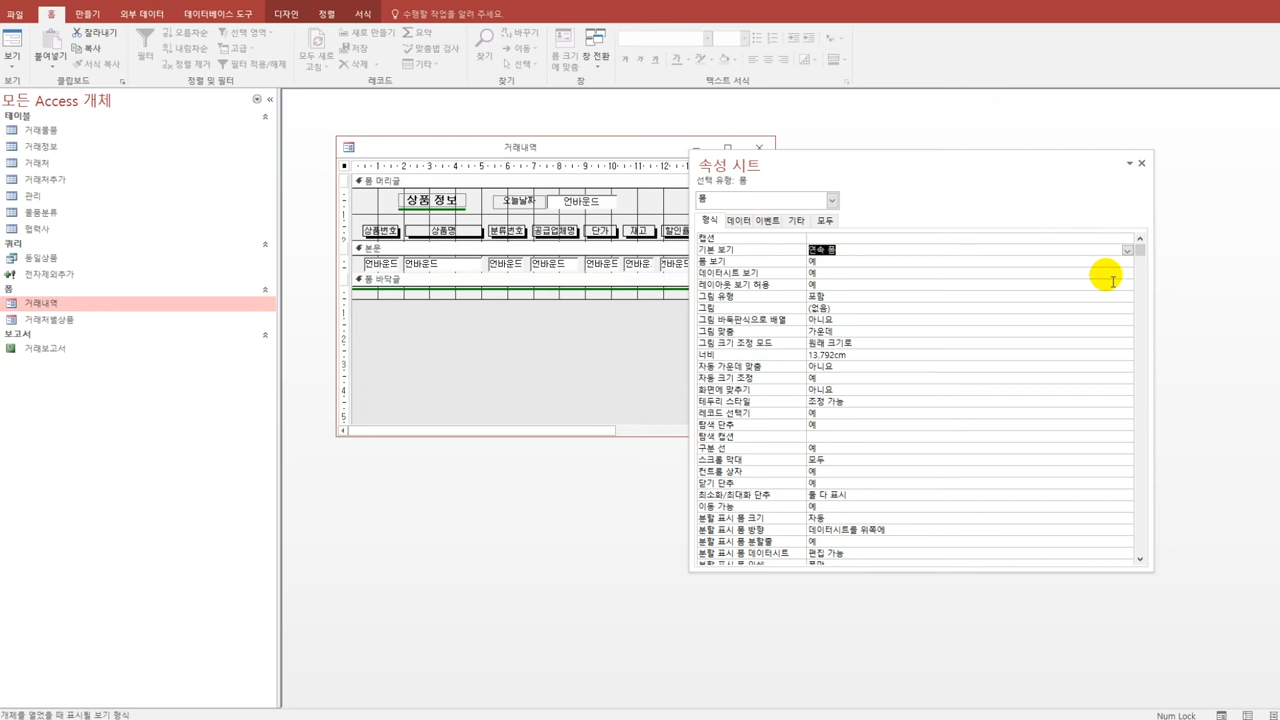 파일 홈 만들기 외부 데이터 데이터베이스 도구 디자인 정렬 서식 수행할 작업을 알려 주세요.
보기
보기
붙여넣기
잘라내기
복사
서식 복사
클립보드
필터
오름차순
내림차순
정렬 제거
선택 영역
고급
필터 적용/해제
정렬 및 필터
모두 새로 고침
새로 만들기
저장
삭제
요약
맞춤법 검사
기타
레코드
찾기
바꾸기
이동
선택
찾기
폼 크기에 맞춤
창 전환
창
가 가 가
텍스트 서식
모든 Access 개체
테이블
거래물품
거래정보
거래처
거래처추가
관리
물품분류
협력사
쿼리
동일상품
전자제외추가
폼
거래내역
거래처별상품
보고서
거래보고서
거래내역
1 2 3 4 5 6 7 8 9 10 11 12
폼 머리글
상품 정보 오늘날짜 언바운드
상품번호 상품명 분류번호 공급업체명 단가 재고 할인율
본문
언바운드 언바운드 언바운드 언바운드 언바운드 언바운. 언바운드
폼 바닥글
속성 시트
선택 유형: 폼
폼
형식 데이터 이벤트 기타 모두
캡션
기본 보기 연속 폼
폼 보기 예
데이터시트 보기 예
레이아웃 보기 허용 예
그림 유형 포함
그림 (없음)
그림 바둑판식으로 배열 아니요
그림 맞춤 가운데
그림 크기 조정 모드 원래 크기로
너비 13.792cm
자동 가운데 맞춤 아니요
자동 크기 조정 예
화면에 맞추기 아니요
테두리 스타일 조정 가능
레코드 선택기 예
탐색 단추 예
탐색 캡션
구분 선 예
스크롤 막대 모두
컨트롤 상자 예
닫기 단추 예
최소화/최대화 단추 둘 다 표시
이동 가능 예
분할 표시 폼 크기 자동
분할 표시 폼 방향 데이터시트를 위쪽에
분할 표시 폼 분할줄 예
분할 표시 폼 데이터시트 편집 가능
개체를 열었을 때 표시될 보기 형식
Num Lock